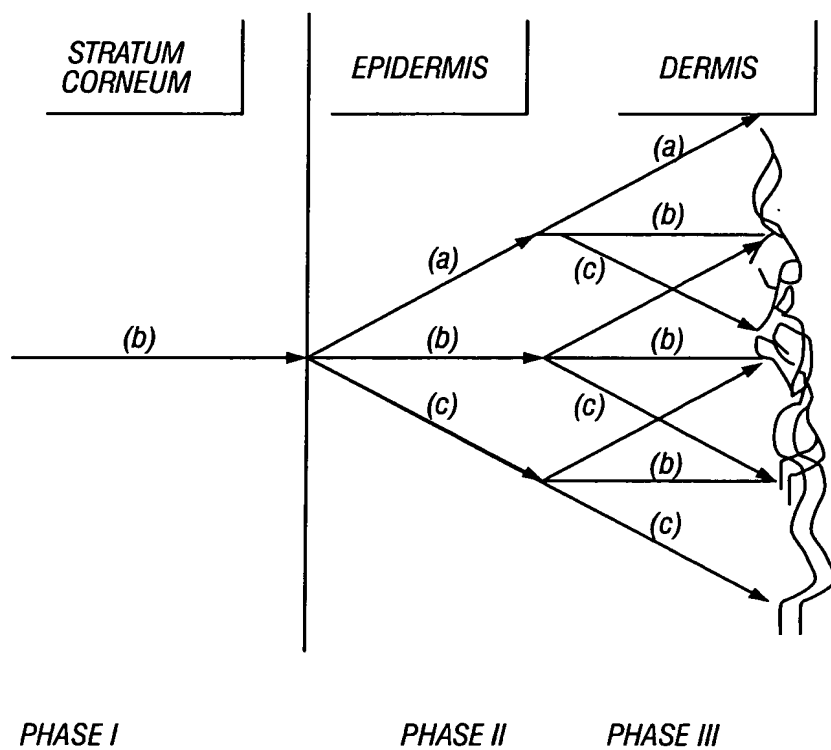 STRATUM
CORNEUM
EPIDERMIS
DERMIS
(a)
(b)
(a)
(c)
(b)
(b)
(b)
(c)
(c)
(b)
(c)
PHASE I
PHASE II
PHASE III